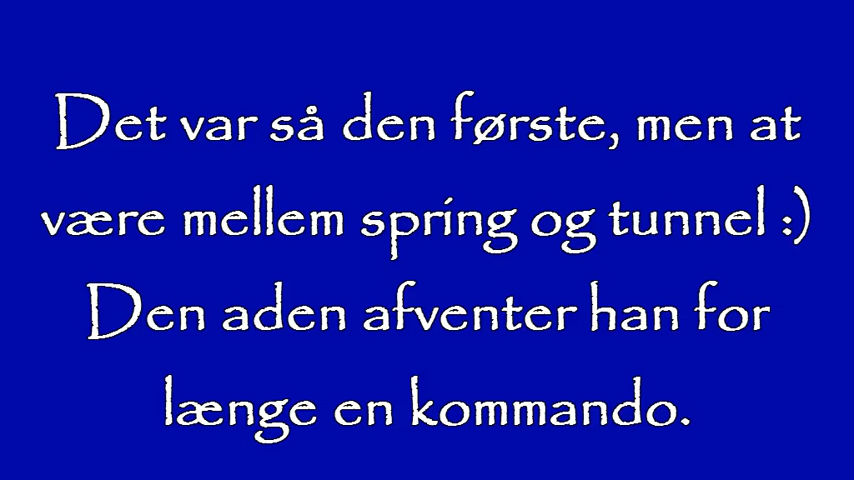 Det var så den første, men at
være mellem spring og tunnel :)
Den aden afventer han for
længe en kommando.